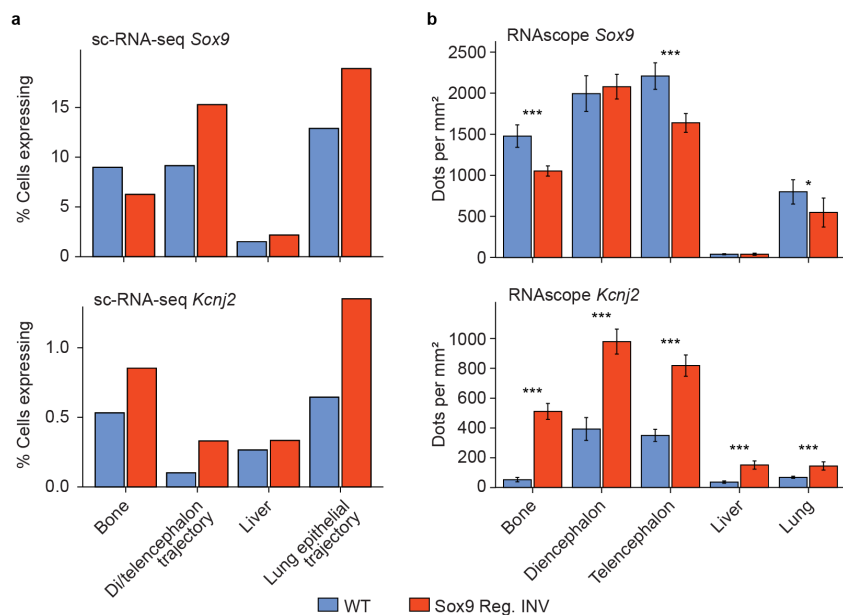 a
sc-RNA-seq Sox9
% Cells expressing
15
10
5
0
sc-RNA-seq Kcnj2
% Cells expressing
1.0
0.5
0.0
Bone
Di/telencephalon
trajectory
Liver
Lung epithelial
trajectory
b
RNAscope Sox9
Dots per mm²
2500
2000
1500
1000
500
0
***
***
*
RNAscope Kcnj2
Dots per mm²
1000
800
600
400
200
0
***
***
***
***
***
Bone
Diencephalon
Telencephalon
Liver
Lung
WT
Sox9 Reg. INV